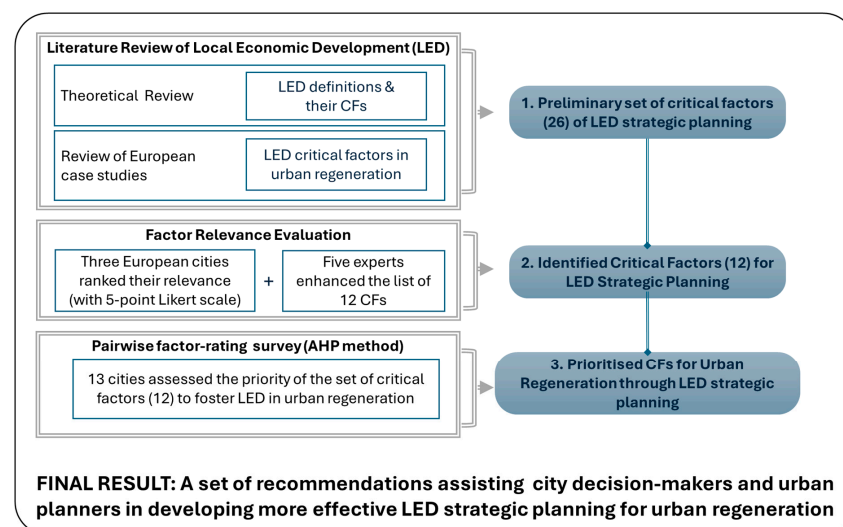 Literature Review of Local Economic Development (LED)
Theoretical Review
LED definitions &
their CFs
Review of European
case studies
LED critical factors in
urban regeneration
1. Preliminary set of critical factors
(26) of LED strategic planning
Factor Relevance Evaluation
Three European cities
ranked their relevance
(with 5-point Likert scale)
+
Five experts
enhanced the list of
12 CFs
2. Identified Critical Factors (12) for
LED Strategic Planning
Pairwise factor-rating survey (AHP method)
13 cities assessed the priority of the set of critical
factors (12) to foster LED in urban regeneration
3. Prioritised CFs for Urban
Regeneration through LED strategic
planning
FINAL RESULT: A set of recommendations assisting city decision-makers and urban
planners in developing more effective LED strategic planning for urban regeneration